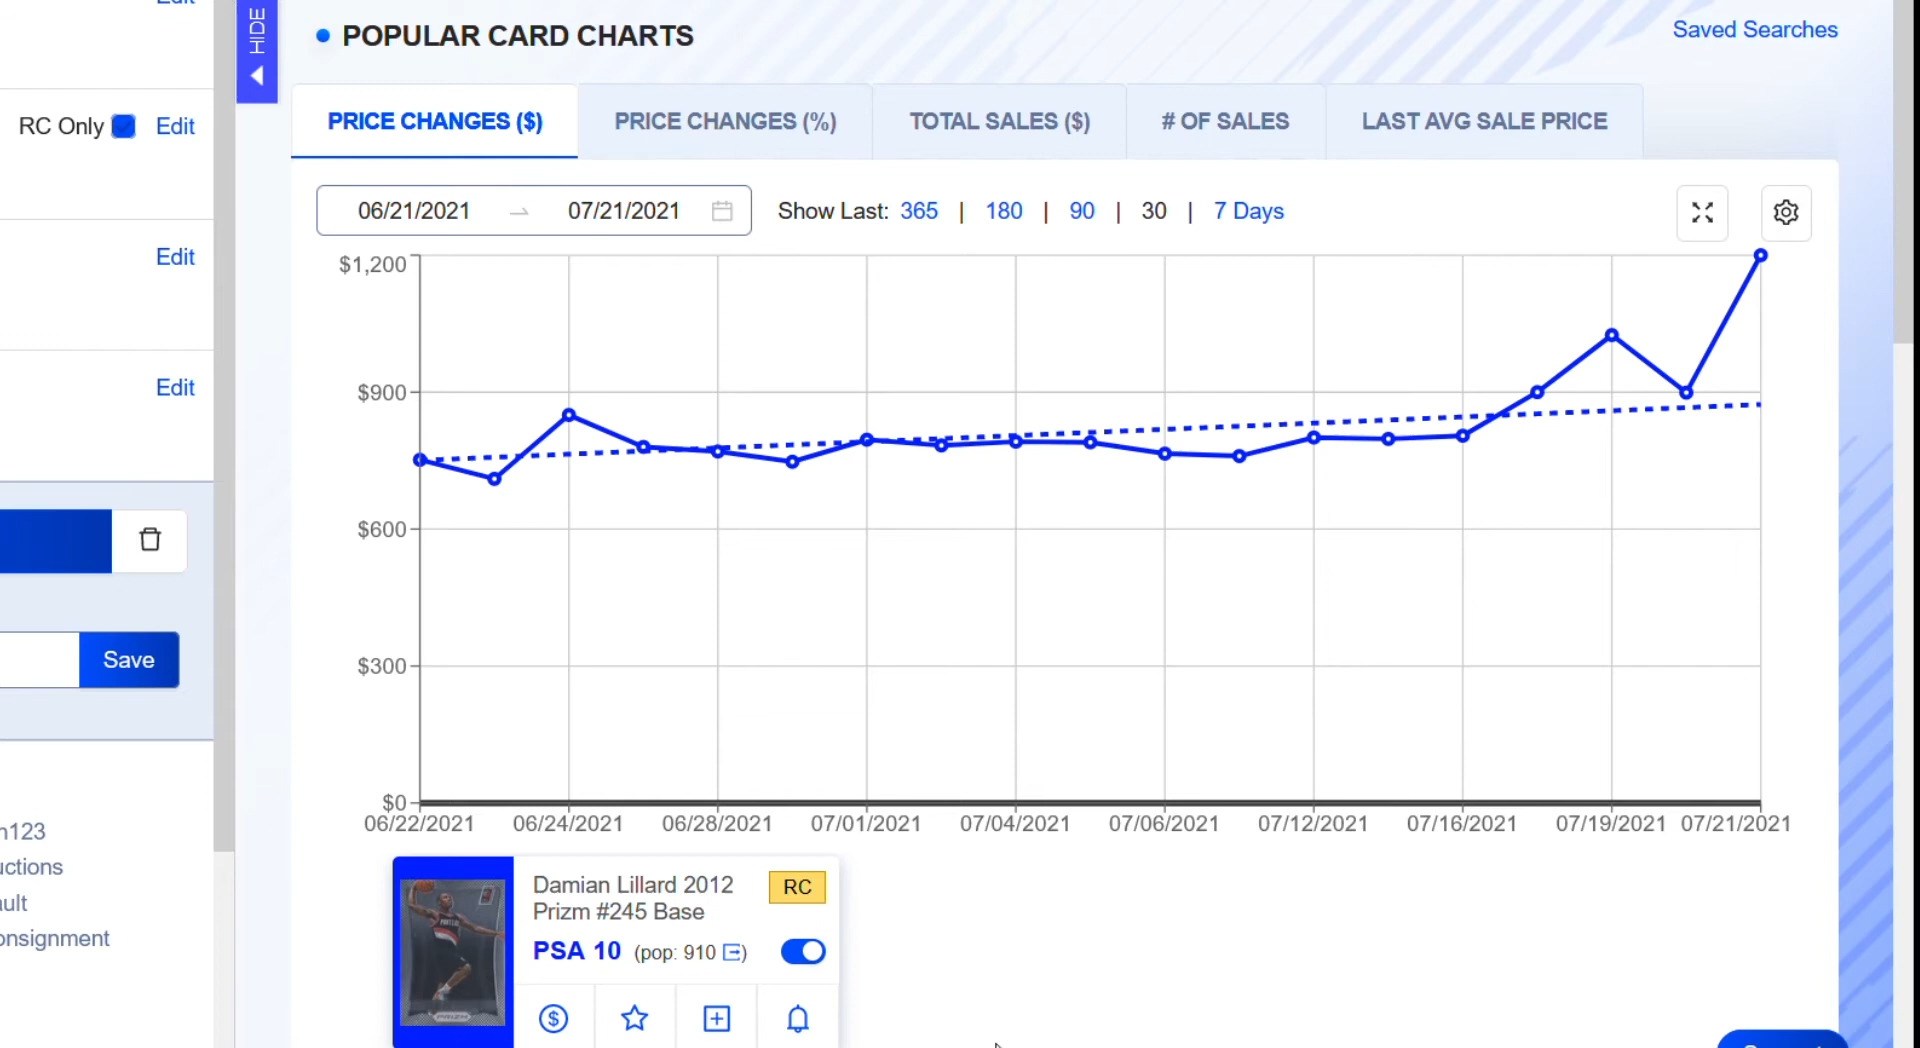 Edit
HIDE
POPULAR CARD CHARTS
Saved Searches
PRICE CHANGES ($)
PRICE CHANGES (%)
TOTAL SALES ($)
# OF SALES
LAST AVG SALE PRICE
RC Only
Edit
06/21/2021
07/21/2021
Show Last: 365 | 180 | 90 | 30 | 7 Days
Edit
Edit
$1,200
$900
$600
$300
$0
06/22/2021
06/24/2021
06/28/2021
07/01/2021
07/04/2021
07/06/2021
07/12/2021
07/16/2021
07/19/2021
07/21/2021
Save
n123
uctions
ault
onsignment
Damian Lillard 2012
Prizm #245 Base
RC
PSA 10 (pop: 910)
PRIZM